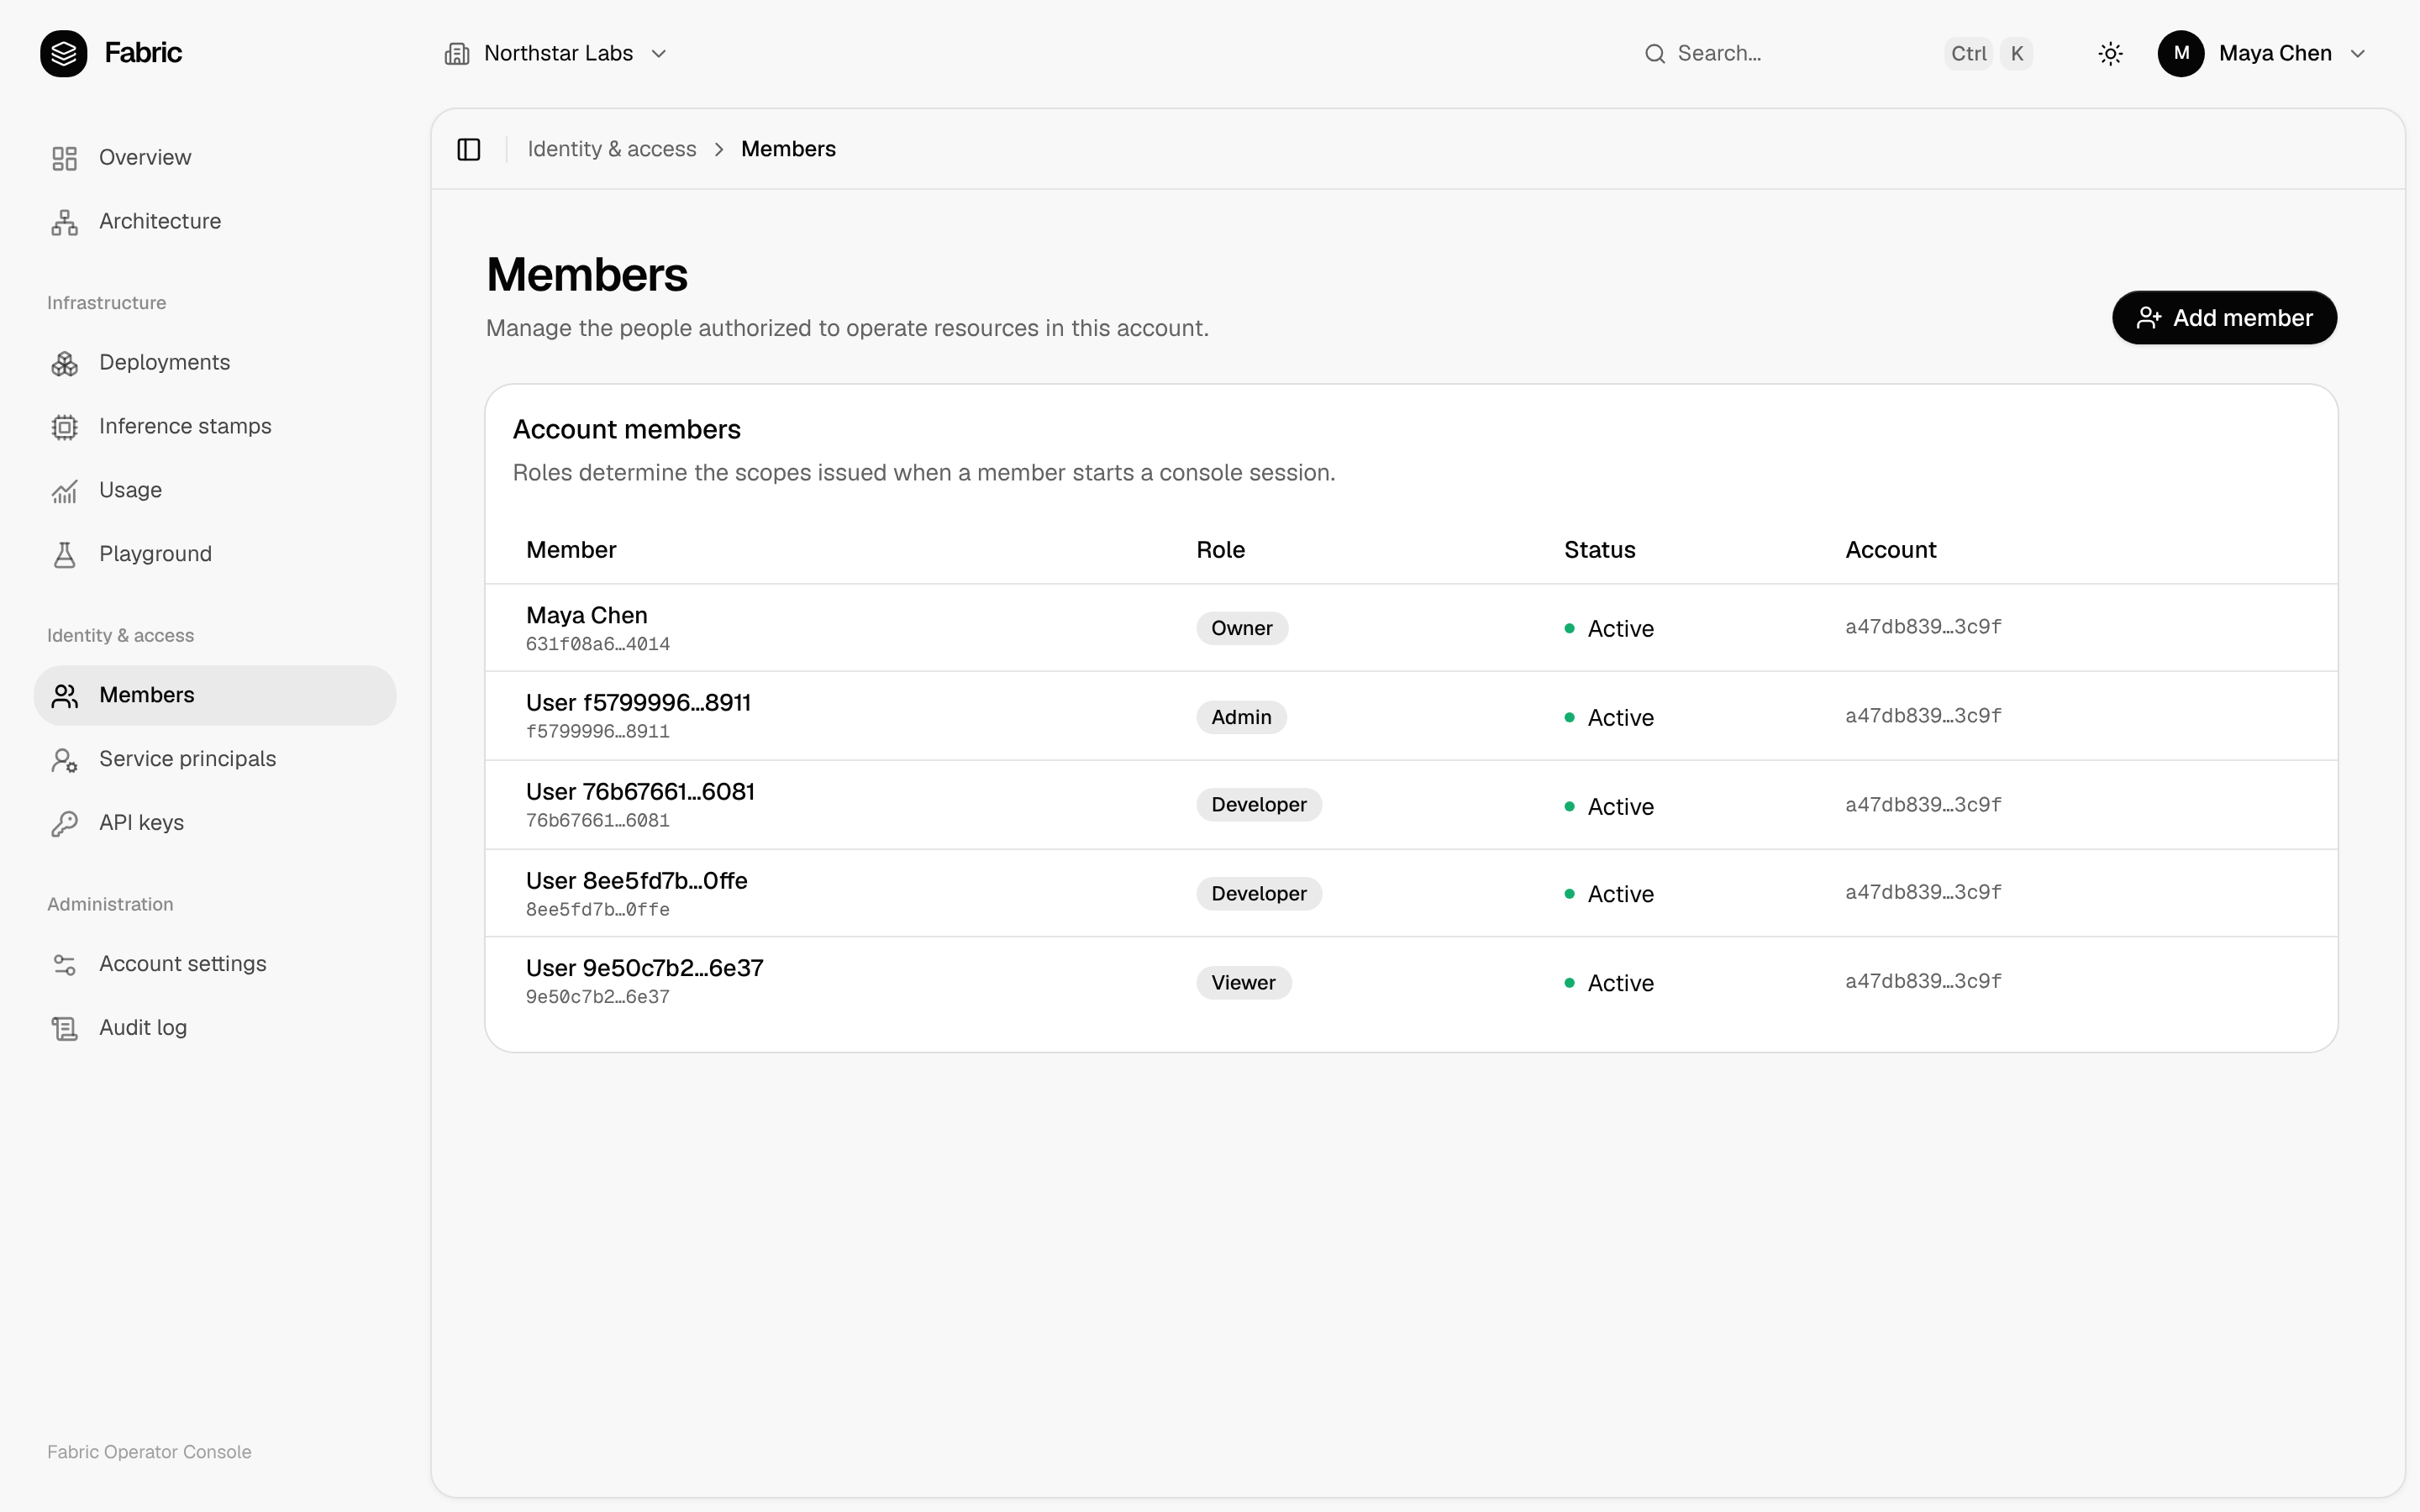 Fabric
Northstar Labs
Search...
Ctrl K
M
Maya Chen
Overview
Architecture
Infrastructure
Deployments
Inference stamps
Usage
Playground
Identity & access
Members
Service principals
API keys
Administration
Account settings
Audit log
Fabric Operator Console
Identity & access > Members
Members
Manage the people authorized to operate resources in this account.
Add member
Account members
Roles determine the scopes issued when a member starts a console session.
Member Role Status Account
Maya Chen
631f08a6…4014
Owner Active a47db839…3c9f
User f5799996…8911
f5799996…8911
Admin Active a47db839…3c9f
User 76b67661…6081
76b67661…6081
Developer Active a47db839…3c9f
User 8ee5fd7b…0ffe
8ee5fd7b…0ffe
Developer Active a47db839…3c9f
User 9e50c7b2…6e37
9e50c7b2…6e37
Viewer Active a47db839…3c9f